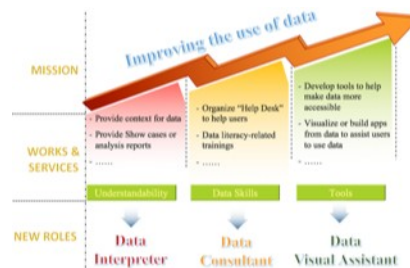 Improving the use of data
MISSION
- Provide context for data
- Provide Show cases or
analysis reports
- ......
- Organize "Help Desk"
to help users
- Data literacy-related
trainings
- ......
- Develop tools to help
make data more
accessible
- Visualize or build apps
from data to assist users
to use data
- ......
WORKS &
SERVICES
Understandability
Data Skills
Tools
NEW ROLES
Data
Interpreter
Data
Consultant
Data
Visual Assistant